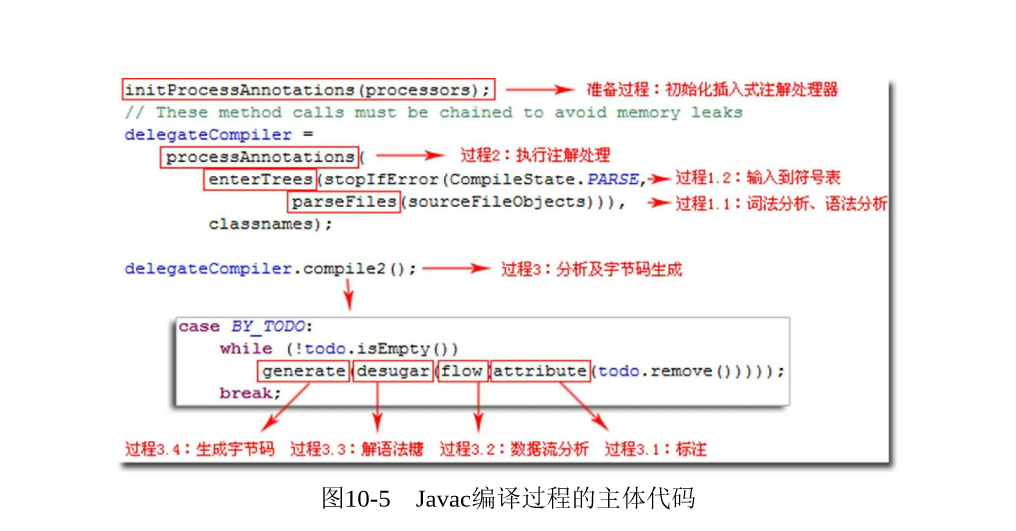 initProcessAnnotations(processors); 准备过程：初始化插入式注解处理器
// These method calls must be chained to avoid memory leaks
delegateCompiler =
processAnnotations( 过程2：执行注解处理
enterTrees(stopIfError(CompileState.PARSE, 过程1.2：输入到符号表
parseFiles(sourceFileObjects))), 过程1.1：词法分析、语法分析
classnames);
delegateCompiler.compile2(); 过程3：分析及字节码生成
case BY_TODO:
while (!todo.isEmpty())
generate(desugar(flow(attribute(todo.remove()))));
break;
过程3.4：生成字节码 过程3.3：解语法糖 过程3.2：数据流分析 过程3.1：标注
图10-5 Javac编译过程的主体代码